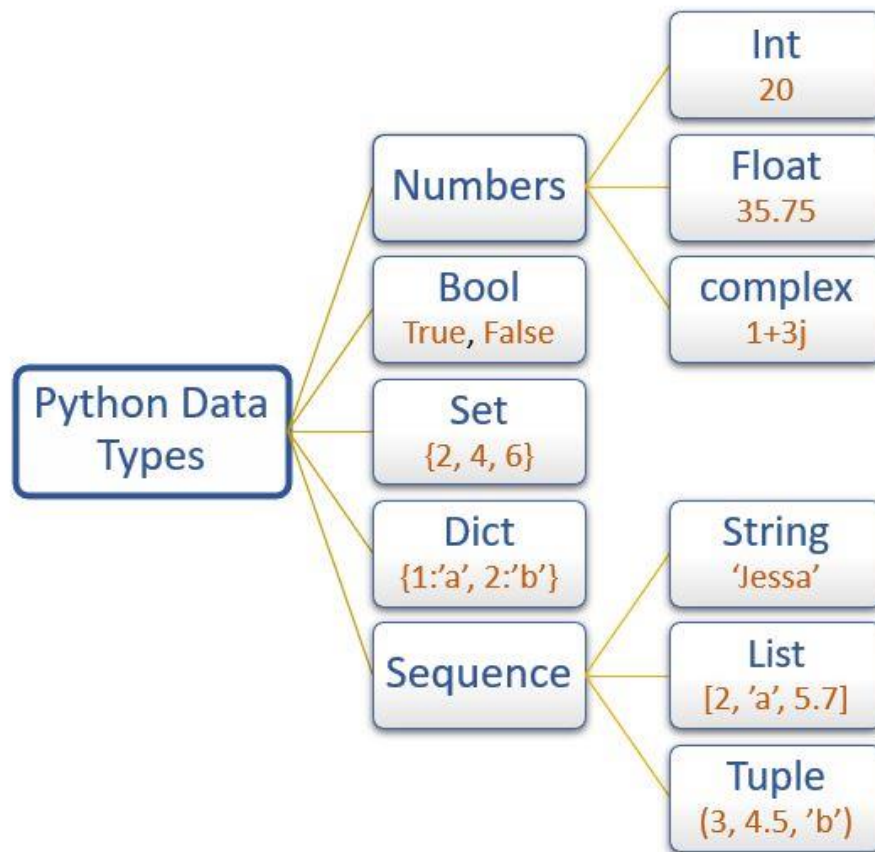 Python Data
Types
Numbers
Int
20
Float
35.75
complex
1+3j
Bool
True, False
Set
{2, 4, 6}
Dict
{1:’a’, 2:’b’}
Sequence
String
‘Jessa’
List
[2, ’a’, 5.7]
Tuple
(3, 4.5, ’b’)